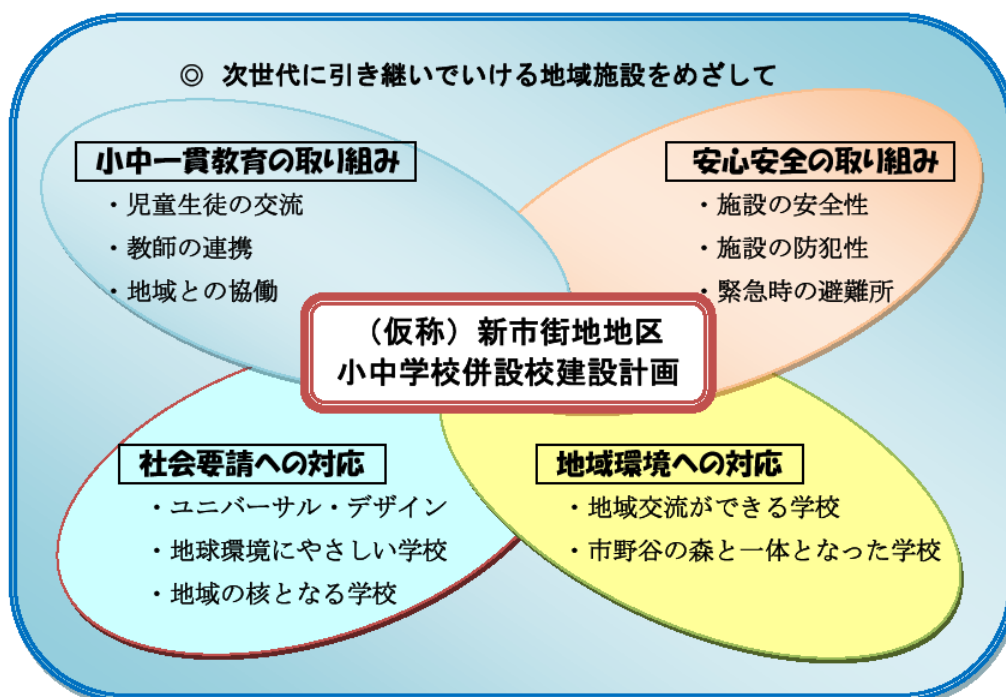 ◎ 次世代に引き継いでいける地域施設をめざして
小中一貫教育の取り組み
・児童生徒の交流
・教師の連携
・地域との協働
安心安全の取り組み
・施設の安全性
・施設の防犯性
・緊急時の避難所
（仮称）新市街地地区
小中学校併設校建設計画
社会要請への対応
・ユニバーサル・デザイン
・地球環境にやさしい学校
・地域の核となる学校
地域環境への対応
・地域交流ができる学校
・市野谷の森と一体となった学校